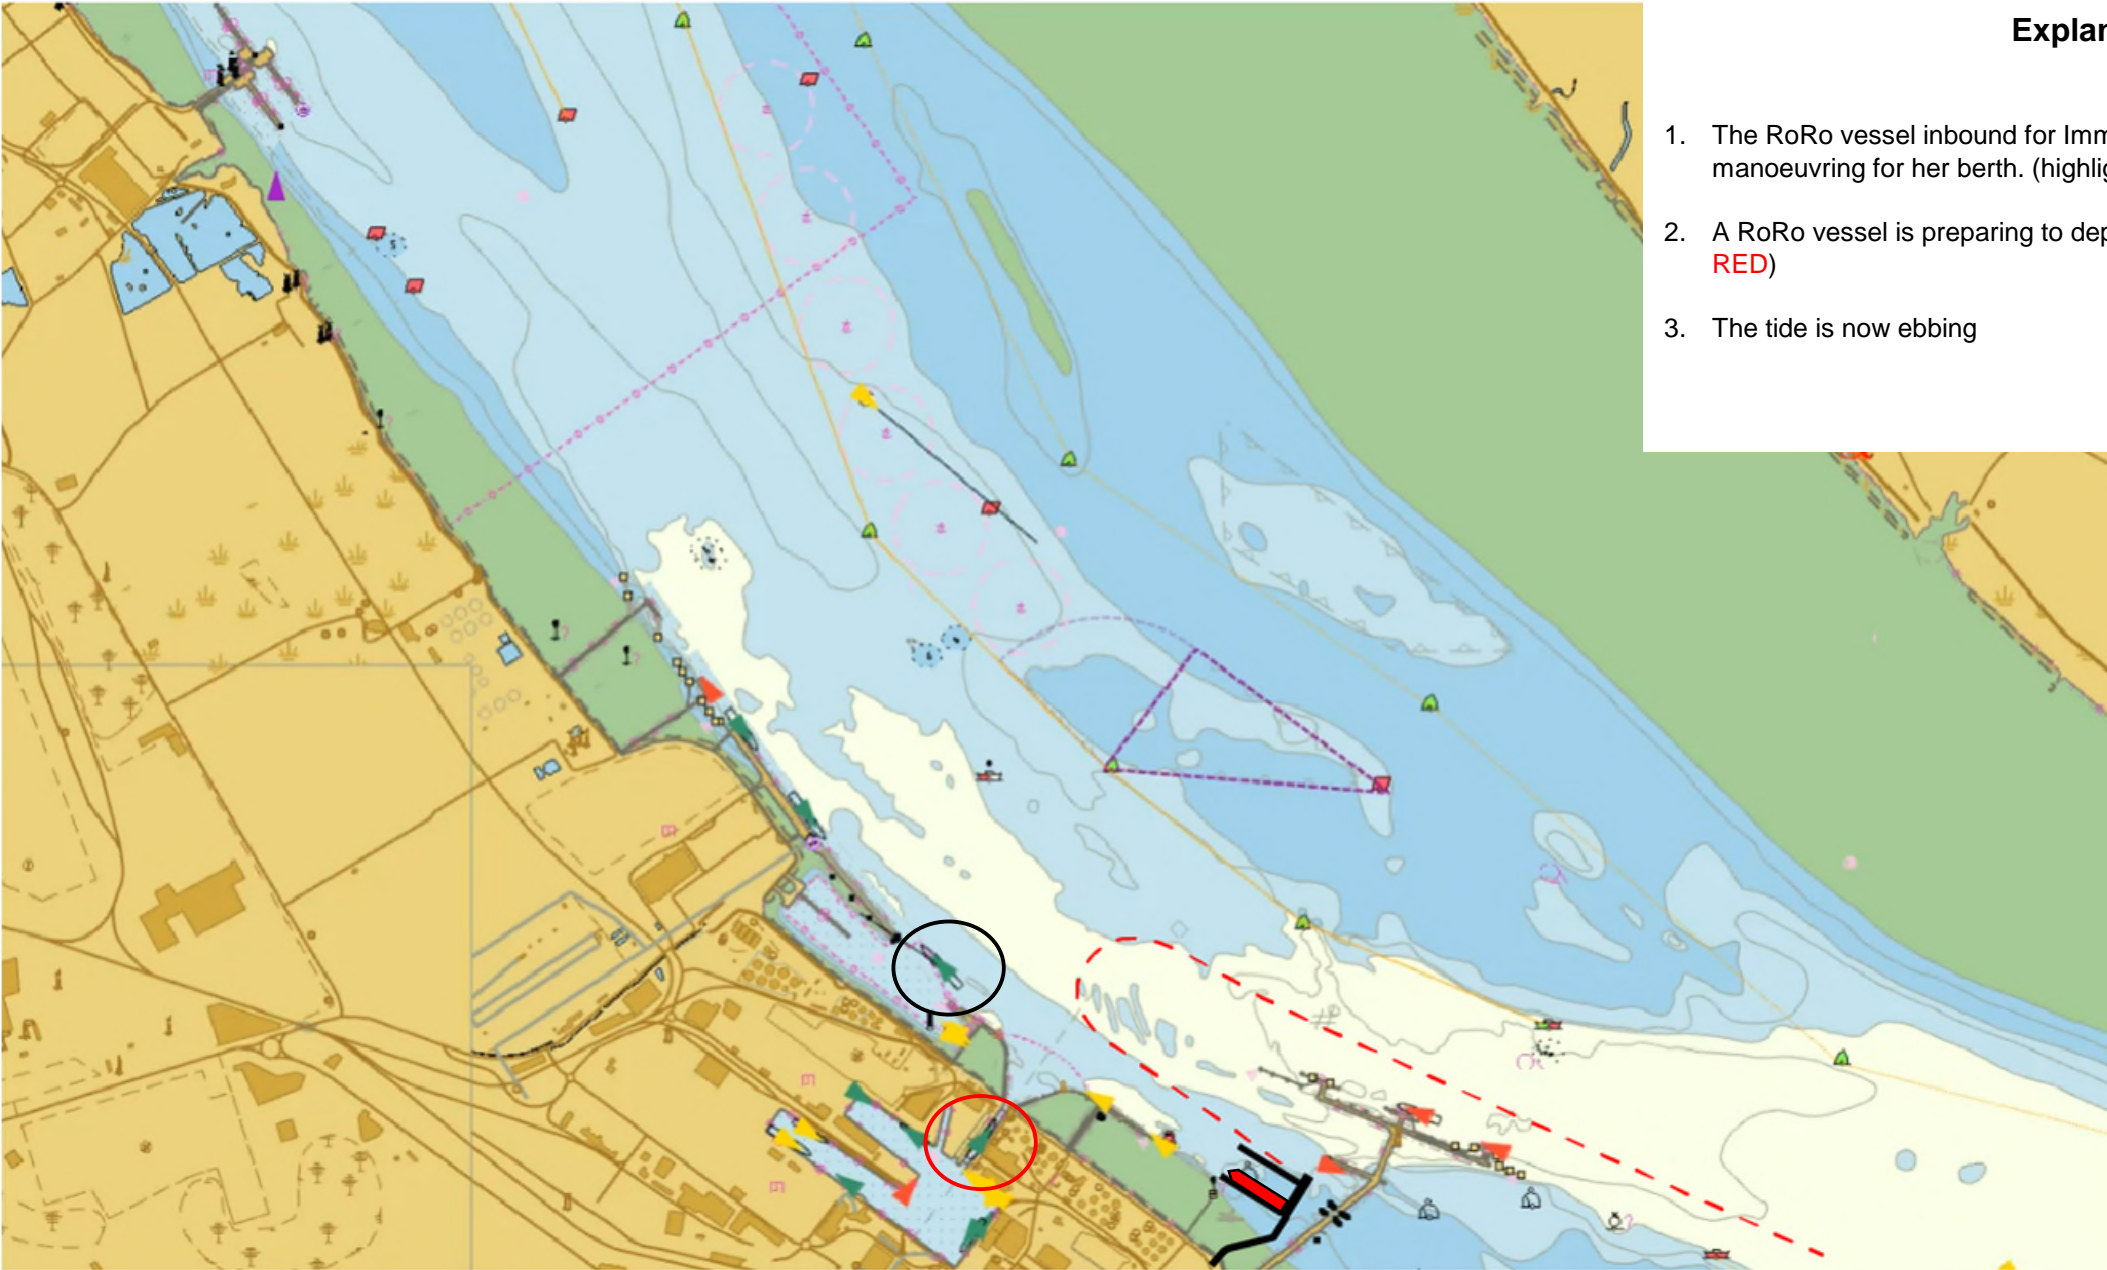 Explan
1. The RoRo vessel inbound for Imm
manoeuvring for her berth. (highlig
2. A RoRo vessel is preparing to dep
RED)
3. The tide is now ebbing